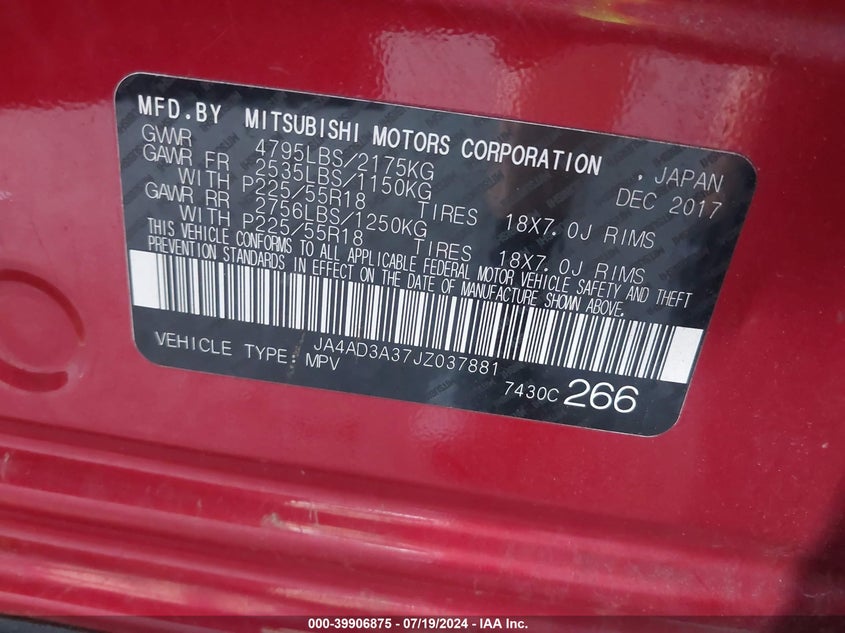 MFD.BY MITSUBISHI MOTORS CORPORATION , JAPAN
GWWR 4795LBS/2175KG DEC 2017
GAWR FR 2535LBS/1150KG
WITH P225/55R18 TIRES 18X7.0J RIMS
GAWR RR 2756LBS/1250KG
WITH P225/55R18 TIRES 18X7.0J RIMS
THIS VEHICLE CONFORMS TO ALL APPLICABLE FEDERAL MOTOR VEHICLE SAFETY AND THEFT
PREVENTION STANDARDS IN EFFECT ON THE DATE OF MANUFACTURE SHOWN ABOVE.
JA4AD3A37JZ037881
VEHICLE TYPE: MPV
7430C 266
000-39906875 / 07/19/2024 - IAA Inc.